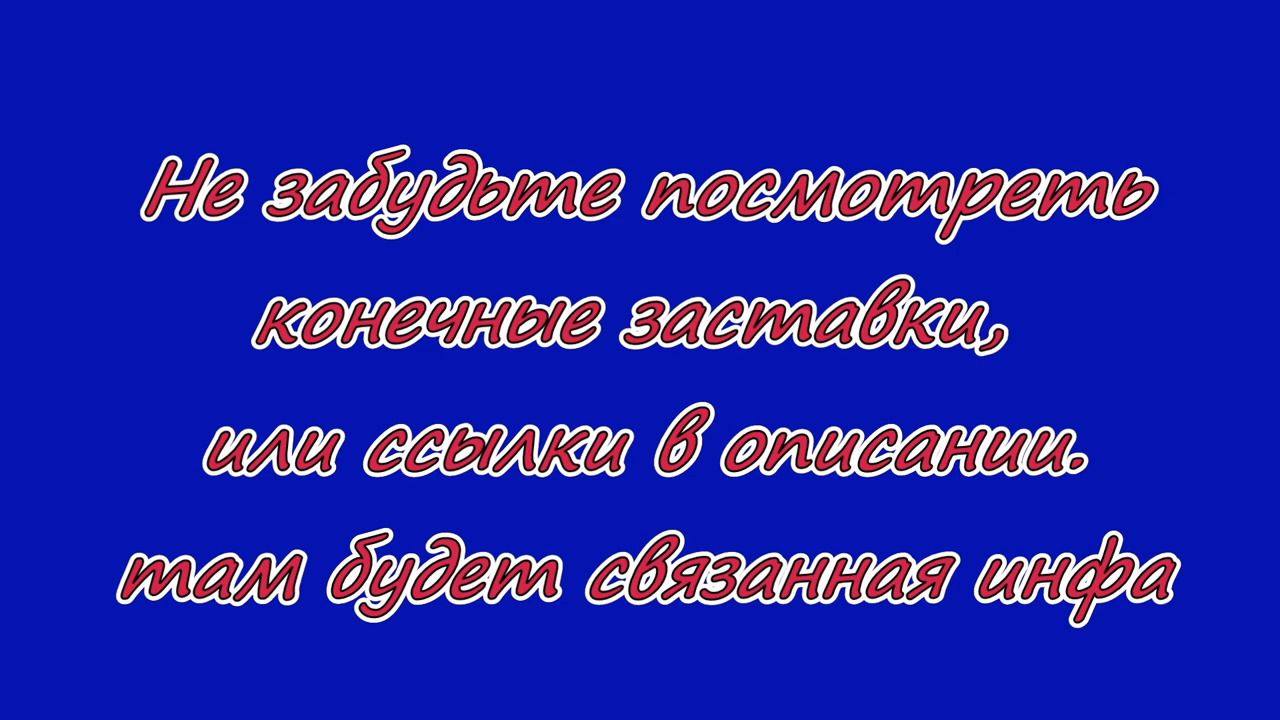 Не забудьте посмотреть
конечные заставки,
или ссылки в описании.
там будет связанная инфа